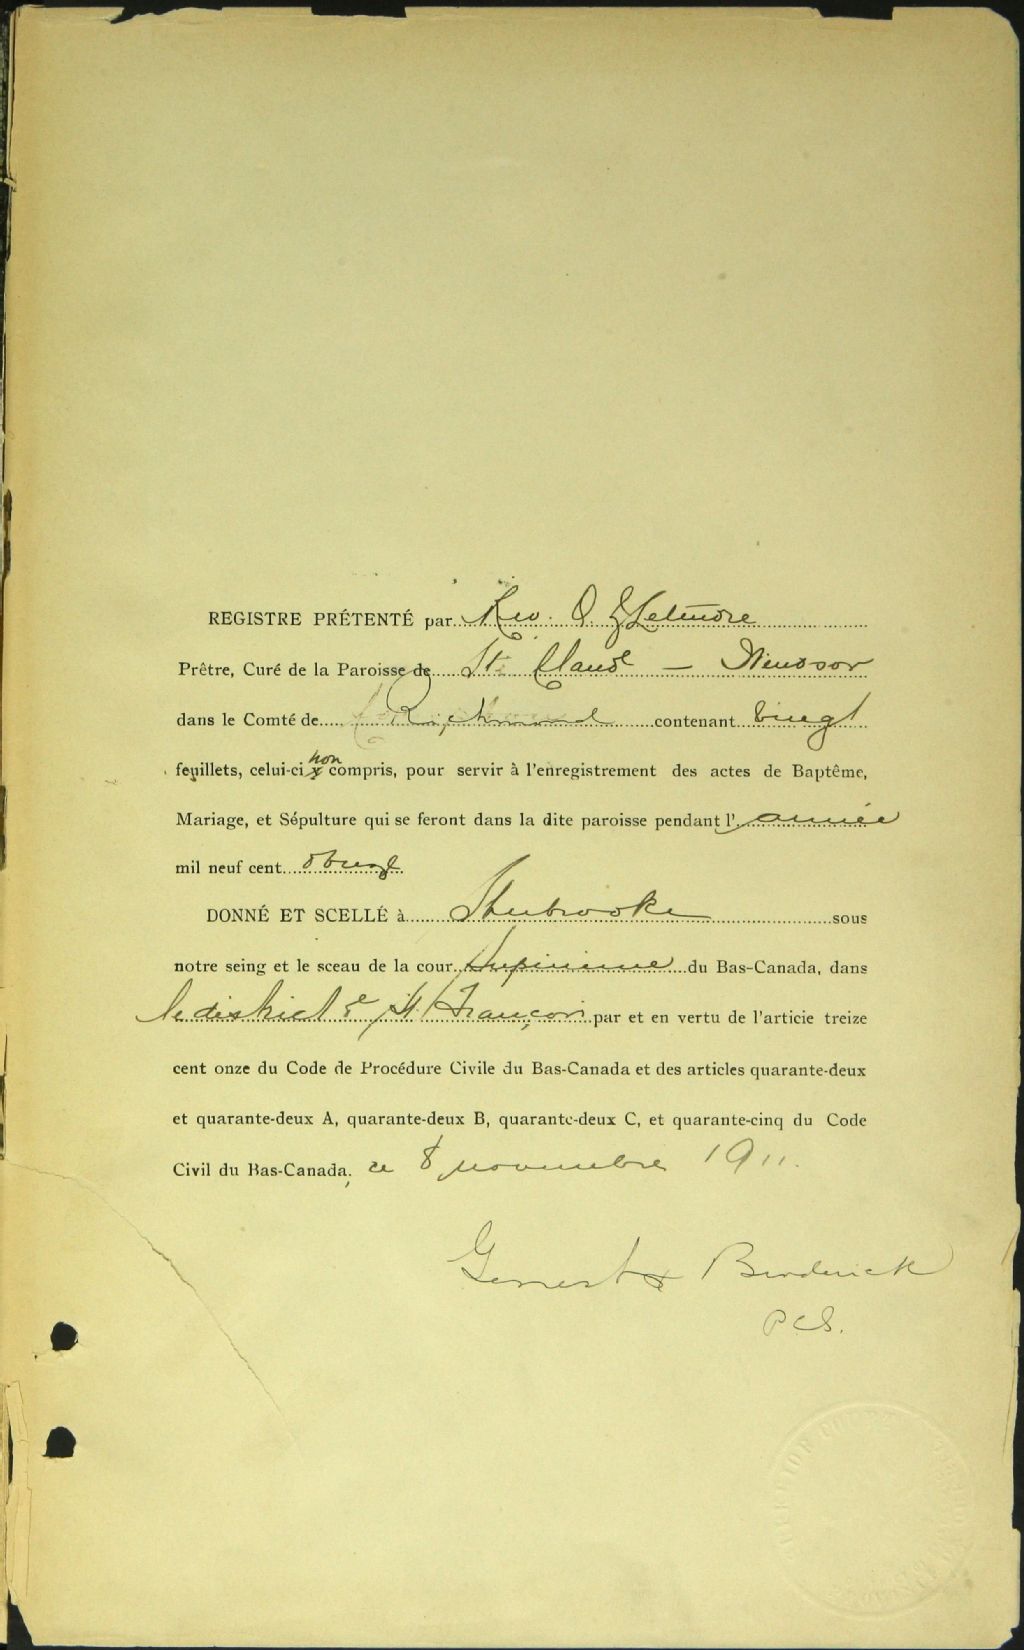 REGISTRE PRÉTENTÉ par Rev. O. Z Letendre
Prêtre, Curé de la Paroisse de St. Claude — Windsor
dans le Comté de Richmond contenant vingt
feuillets, celui-ci non compris, pour servir à l'enregistrement des actes de Baptême,
Mariage, et Sépulture qui se feront dans la dite paroisse pendant l' année
mil neuf cent
DONNÉ ET SCELLÉ à Sherbrooke sous
notre seing et le sceau de la cour Supérieure du Bas-Canada, dans
le district de St. François par et en vertu de l'articie treize
cent onze du Code de Procédure Civile du Bas-Canada et des articles quarante-deux
et quarante-deux A, quarante-deux B, quarante-deux C, et quarante-cinq du Code
Civil du Bas-Canada, ce 8 novembre 1911.
Genest & Broderick
PCS.